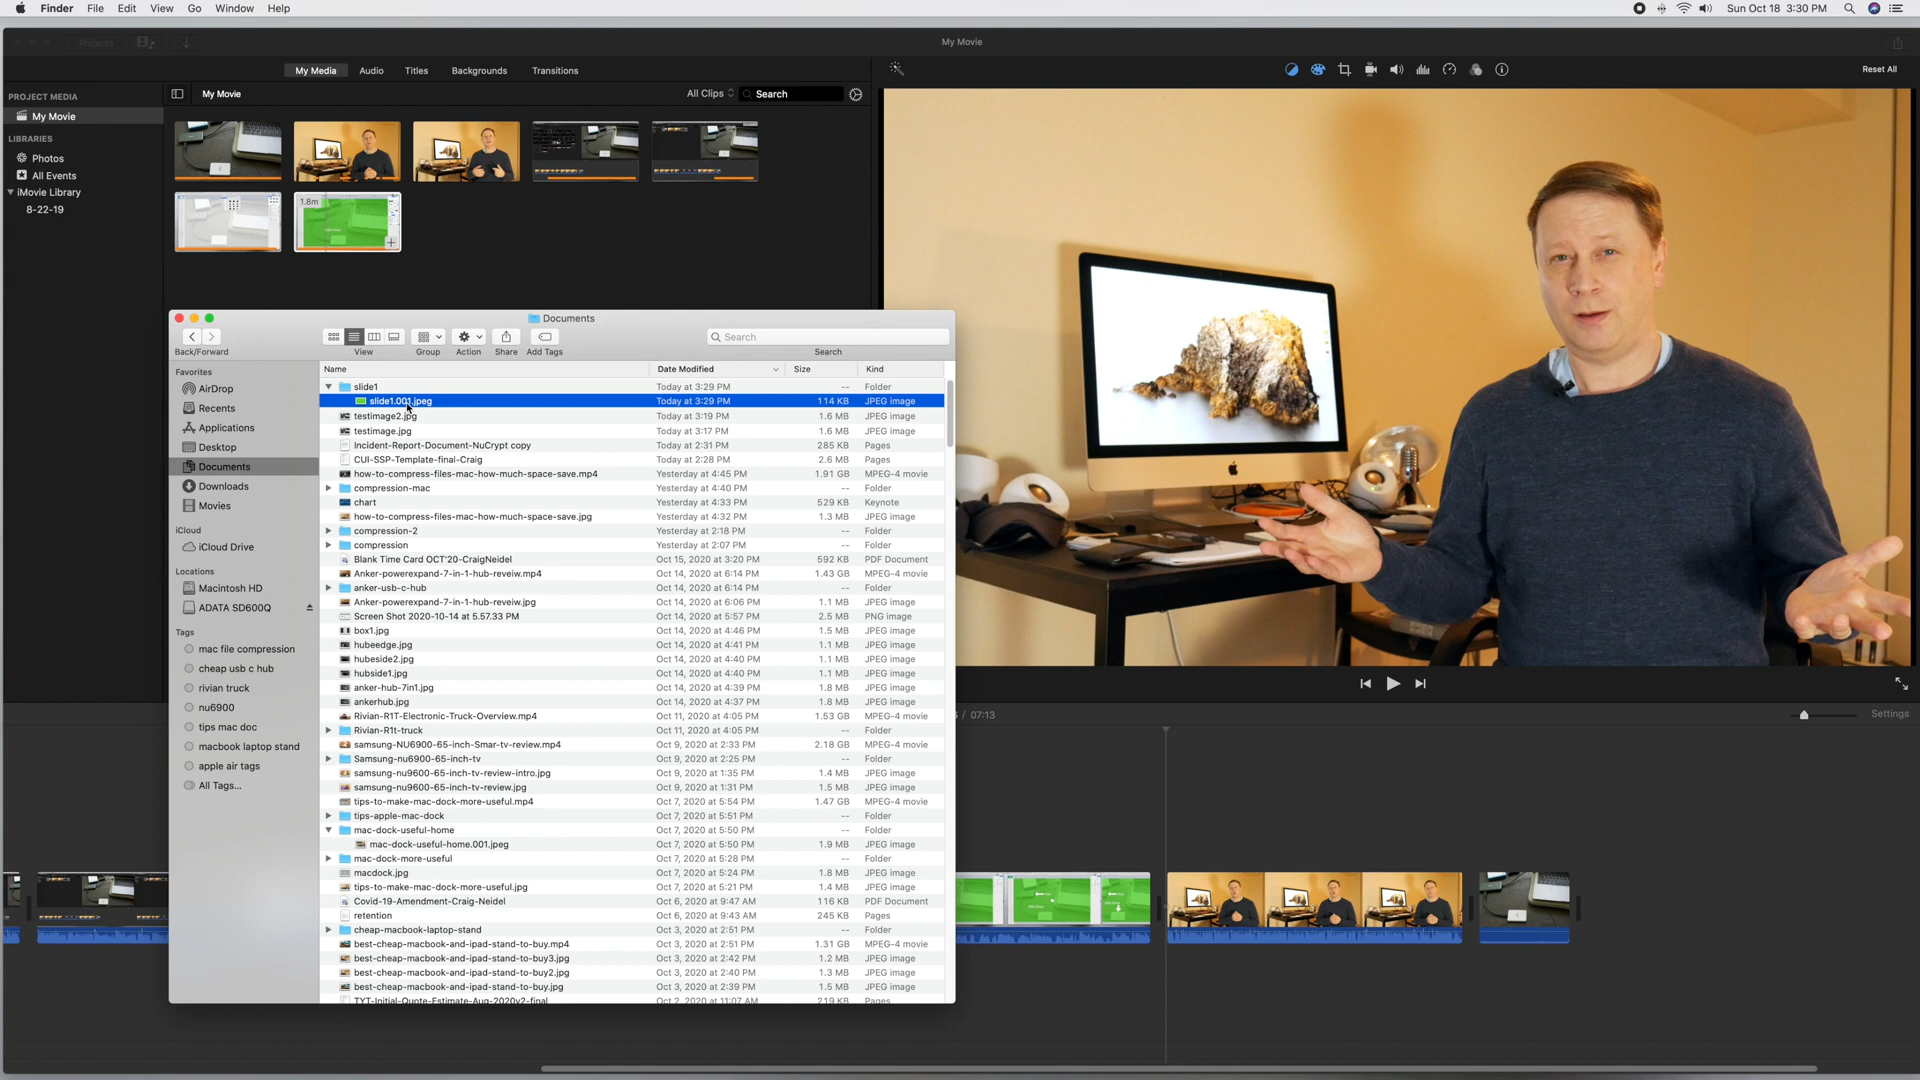 Finder File Edit View Go Window Help
Sun Oct 18 3:30 PM
Projects
My Movie
My Media Audio Titles Backgrounds Transitions
Reset All
PROJECT MEDIA
My Movie
LIBRARIES
Photos
All Events
iMovie Library
8-22-19
My Movie
All Clips
Search
1.8m
Documents
Back/Forward
View
Group
Action
Share
Add Tags
Search
Search
Favorites
AirDrop
Recents
Applications
Desktop
Documents
Downloads
Movies
iCloud
iCloud Drive
Locations
Macintosh HD
ADATA SD600Q
Tags
mac file compression
cheap usb c hub
rivian truck
nu6900
tips mac doc
macbook laptop stand
apple air tags
All Tags...
Name Date Modified Size Kind
slide1 Today at 3:29 PM -- Folder
slide1.001.jpeg Today at 3:29 PM 114 KB JPEG image
testimage2.jpg Today at 3:19 PM 1.6 MB JPEG image
testimage.jpg Today at 3:17 PM 1.6 MB JPEG image
Incident-Report-Document-NuCrypt copy Today at 2:31 PM 285 KB Pages
CUI-SSP-Template-final-Craig Today at 2:28 PM 2.6 MB Pages
how-to-compress-files-mac-how-much-space-save.mp4 Yesterday at 4:45 PM 1.91 GB MPEG-4 movie
compression-mac Yesterday at 4:40 PM -- Folder
chart Yesterday at 4:33 PM 529 KB Keynote
how-to-compress-files-mac-how-much-space-save.jpg Yesterday at 4:32 PM 1.3 MB JPEG image
compression-2 Yesterday at 2:18 PM -- Folder
compression Yesterday at 2:07 PM -- Folder
Blank Time Card OCT'20-CraigNeidel Oct 15, 2020 at 3:20 PM 592 KB PDF Document
Anker-powerexpand-7-in-1-hub-reveiw.mp4 Oct 14, 2020 at 6:14 PM 1.43 GB MPEG-4 movie
anker-usb-c-hub Oct 14, 2020 at 6:14 PM -- Folder
Anker-powerexpand-7-in-1-hub-reveiw.jpg Oct 14, 2020 at 6:06 PM 1.1 MB JPEG image
Screen Shot 2020-10-14 at 5.57.33 PM Oct 14, 2020 at 5:57 PM 2.5 MB PNG image
box1.jpg Oct 14, 2020 at 4:46 PM 1.5 MB JPEG image
hubeedge.jpg Oct 14, 2020 at 4:41 PM 1.1 MB JPEG image
hubeside2.jpg Oct 14, 2020 at 4:40 PM 1.1 MB JPEG image
hubside1.jpg Oct 14, 2020 at 4:40 PM 1.1 MB JPEG image
anker-hub-7in1.jpg Oct 14, 2020 at 4:39 PM 1.8 MB JPEG image
ankerhub.jpg Oct 14, 2020 at 4:37 PM 1.8 MB JPEG image
Rivian-R1T-Electronic-Truck-Overview.mp4 Oct 11, 2020 at 4:05 PM 1.53 GB MPEG-4 movie
Rivian-R1t-truck Oct 11, 2020 at 4:05 PM -- Folder
samsung-NU6900-65-inch-Smar-tv-review.mp4 Oct 9, 2020 at 2:33 PM 2.18 GB MPEG-4 movie
Samsung-nu6900-65-inch-tv Oct 9, 2020 at 2:25 PM -- Folder
samsung-nu9600-65-inch-tv-review-intro.jpg Oct 9, 2020 at 1:35 PM 1.4 MB JPEG image
samsung-nu9600-65-inch-tv-review.jpg Oct 9, 2020 at 1:31 PM 1.5 MB JPEG image
tips-to-make-mac-dock-more-useful.mp4 Oct 7, 2020 at 5:54 PM 1.47 GB MPEG-4 movie
tips-apple-mac-dock Oct 7, 2020 at 5:51 PM -- Folder
mac-dock-useful-home Oct 7, 2020 at 5:50 PM -- Folder
mac-dock-useful-home.001.jpeg Oct 7, 2020 at 5:50 PM 1.9 MB JPEG image
mac-dock-more-useful Oct 7, 2020 at 5:28 PM -- Folder
macdock.jpg Oct 7, 2020 at 5:24 PM 1.8 MB JPEG image
tips-to-make-mac-dock-more-useful.jpg Oct 7, 2020 at 5:21 PM 1.4 MB JPEG image
Covid-19-Amendment-Craig-Neidel Oct 6, 2020 at 9:47 AM 116 KB PDF Document
retention Oct 6, 2020 at 9:43 AM 245 KB Pages
cheap-macbook-laptop-stand Oct 3, 2020 at 2:51 PM -- Folder
best-cheap-macbook-and-ipad-stand-to-buy.mp4 Oct 3, 2020 at 2:51 PM 1.31 GB MPEG-4 movie
best-cheap-macbook-and-ipad-stand-to-buy3.jpg Oct 3, 2020 at 2:42 PM 1.2 MB JPEG image
best-cheap-macbook-and-ipad-stand-to-buy2.jpg Oct 3, 2020 at 2:40 PM 1.3 MB JPEG image
best-cheap-macbook-and-ipad-stand-to-buy.jpg Oct 3, 2020 at 2:39 PM 1.5 MB JPEG image
TYT-Initial-Quote-Estimate-Aug-2020v2-final Oct 2, 2020 at 11:07 AM 219 KB Pages
/ 07:13
Settings